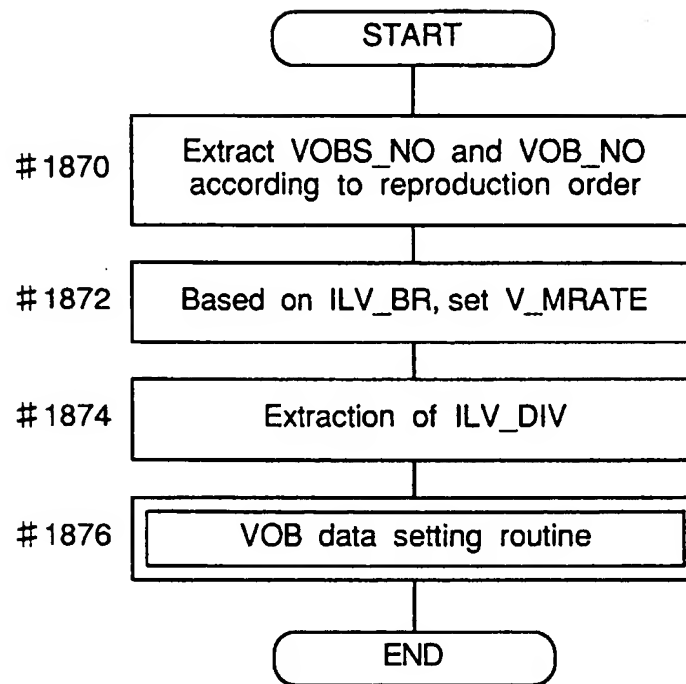 START
#1870
Extract VOBS_NO and VOB_NO
according to reproduction order
#1872
Based on ILV_BR, set V_MRATE
#1874
Extraction of ILV_DIV
#1876
VOB data setting routine
END